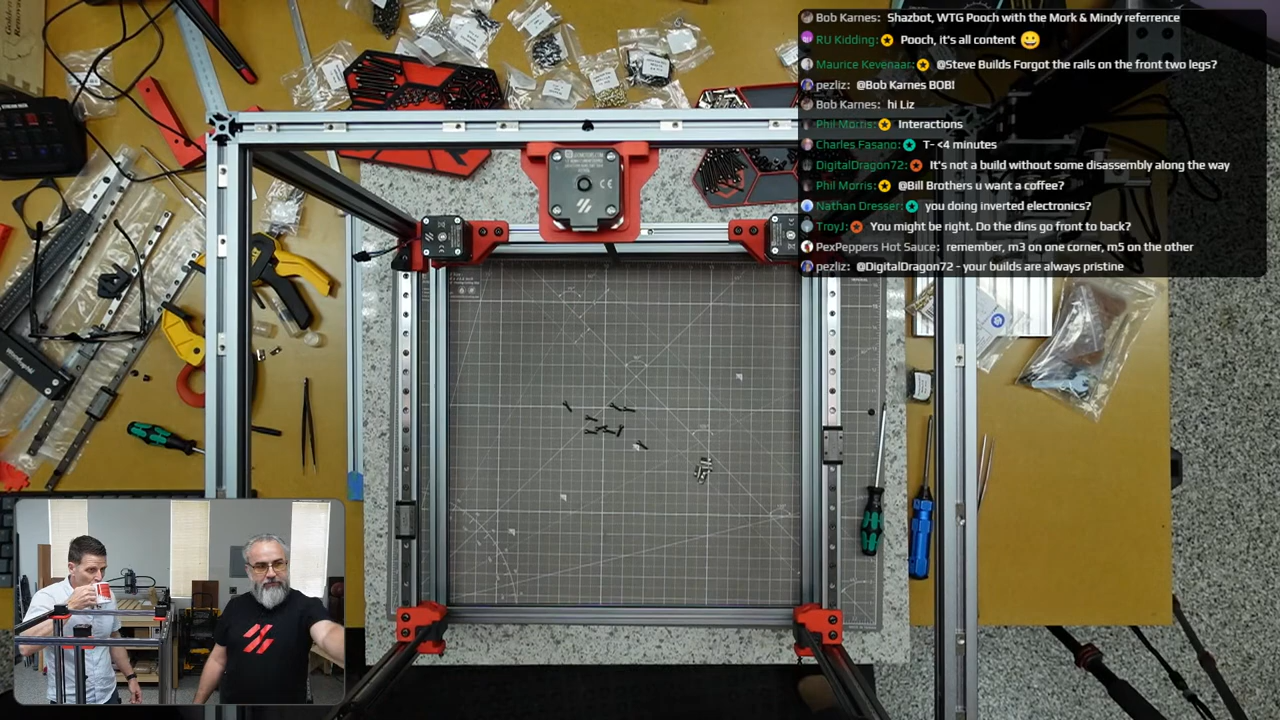 Bob Karnes: Shazbot, WTG Pooch with the Mork & Mindy referrence
RU Kidding: Pooch, it's all content
Maurice Kevenaar: @Steve Builds Forgot the rails on the front two legs?
pezliz: @Bob Karnes BOB!
Bob Karnes: hi Liz
Phil Morris: Interactions
Charles Fasano: T- <4 minutes
DigitalDragon72: It's not a build without some disassembly along the way
Phil Morris: @Bill Brothers u want a coffee?
Nathan Dresser: you doing inverted electronics?
TroyJ: You might be right. Do the dins go front to back?
PexPeppers Hot Sauce: remember, m3 on one corner, m5 on the other
pezliz: @DigitalDragon72 - your builds are always pristine